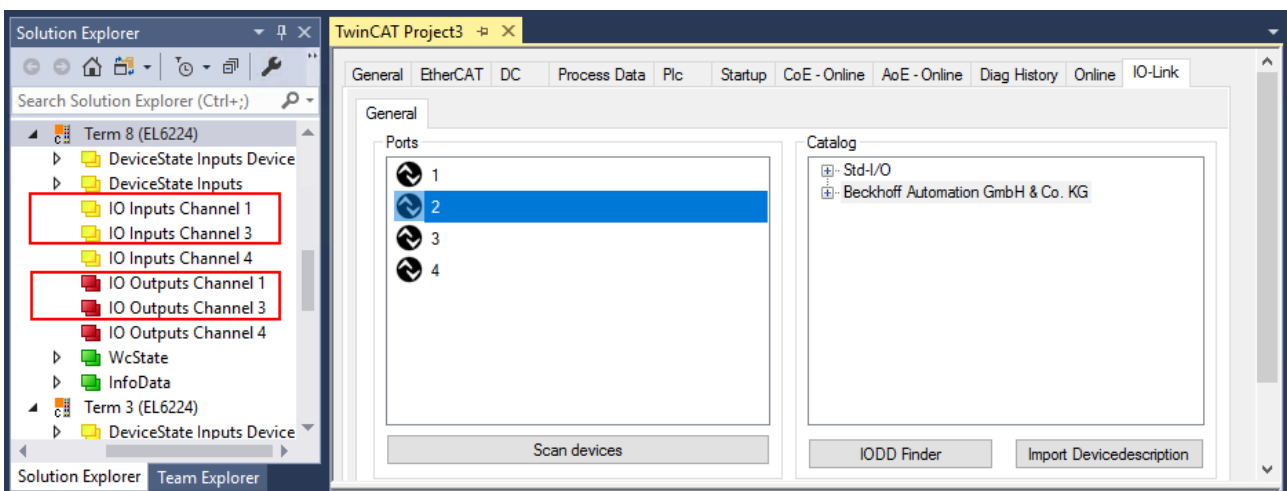 Solution Explorer
Search Solution Explorer (Ctrl+;)
Term 8 (EL6224)
DeviceState Inputs Device
DeviceState Inputs
IO Inputs Channel 1
IO Inputs Channel 3
IO Inputs Channel 4
IO Outputs Channel 1
IO Outputs Channel 3
IO Outputs Channel 4
WcState
InfoData
Term 3 (EL6224)
DeviceState Inputs Device
Solution Explorer Team Explorer
TwinCAT Project3
General EtherCAT DC Process Data Plc Startup CoE - Online AoE - Online Diag History Online IO-Link
General
Ports
1
2
3
4
Scan devices
Catalog
Std-I/O
Beckhoff Automation GmbH & Co. KG
IODD Finder Import Devicedescription